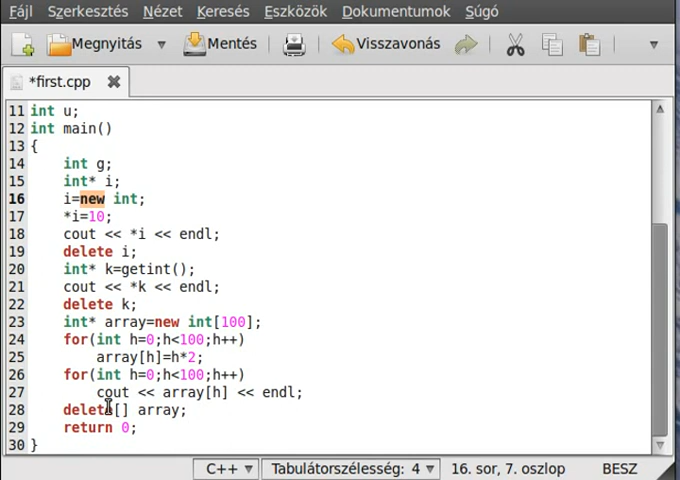 Fájl Szerkesztés Nézet Keresés Eszközök Dokumentumok Súgó
Megnyitás Mentés Visszavonás
*first.cpp
11 int u;
12 int main()
13 {
14 int g;
15 int* i;
16 i=new int;
17 *i=10;
18 cout << *i << endl;
19 delete i;
20 int* k=getint();
21 cout << *k << endl;
22 delete k;
23 int* array=new int[100];
24 for(int h=0;h<100;h++)
25 array[h]=h*2;
26 for(int h=0;h<100;h++)
27 cout << array[h] << endl;
28 delete[] array;
29 return 0;
30 }
C++ Tabulátorszélesség: 4 16. sor, 7. oszlop BESZ